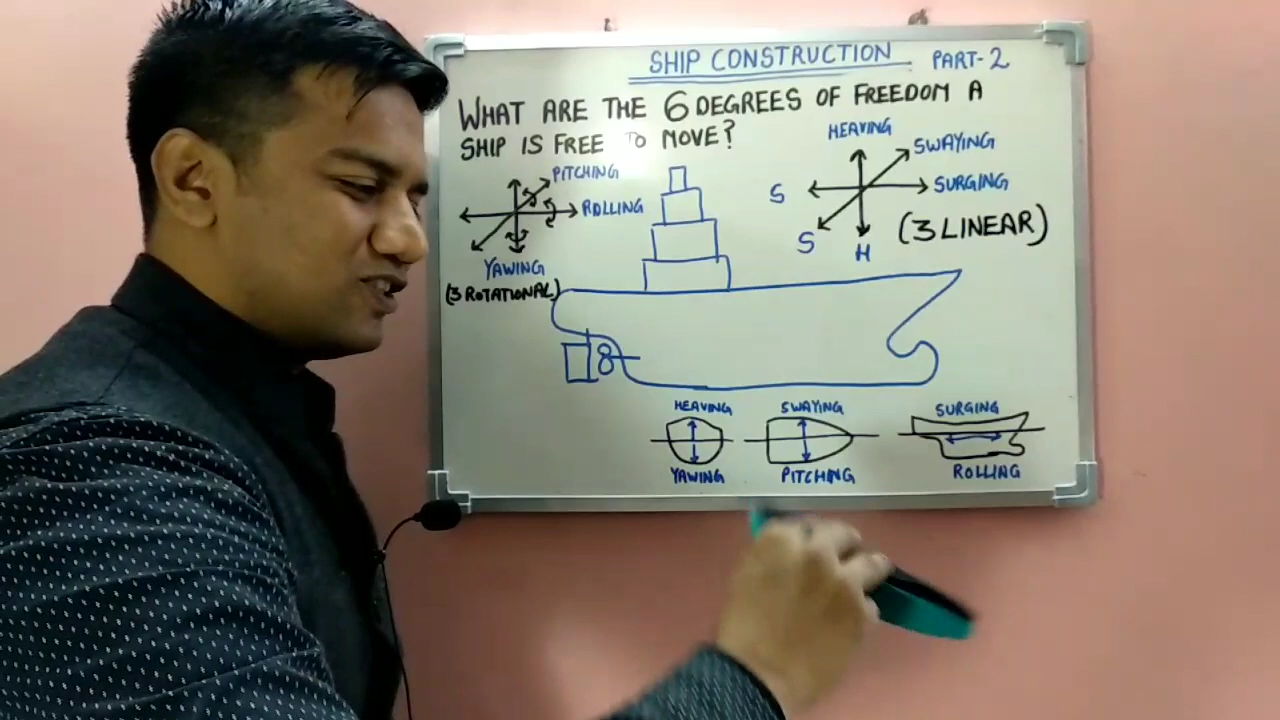 SHIP CONSTRUCTION PART-2
WHAT ARE THE 6 DEGREES OF FREEDOM A
SHIP IS FREE TO MOVE?
PITCHING
ROLLING
YAWING
(3 ROTATIONAL)
HEAVING
SWAYING
SURGING
S
S
H
(3 LINEAR)
HEAVING
YAWING
SWAYING
PITCHING
SURGING
ROLLING